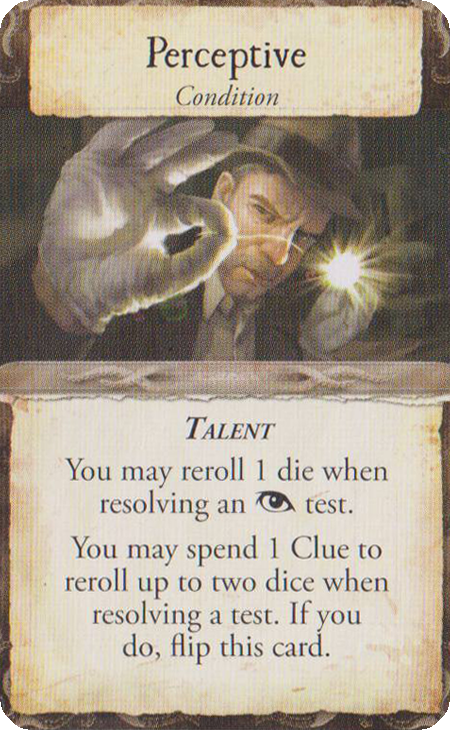 Perceptive
Condition
TALENT
You may reroll 1 die when
resolving an test.
You may spend 1 Clue to
reroll up to two dice when
resolving a test. If you
do, flip this card.